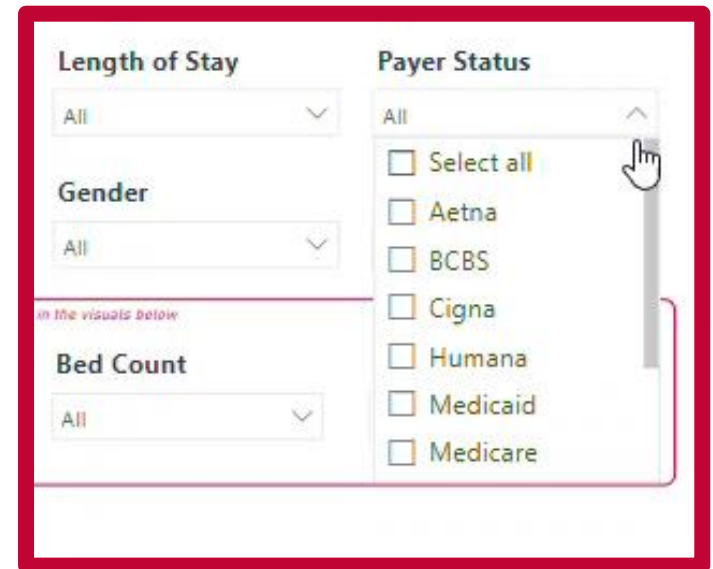 Length of Stay
All
Payer Status
All
Select all
Aetna
BCBS
Cigna
Humana
Medicaid
Medicare
Gender
All
in the visuals below
Bed Count
All